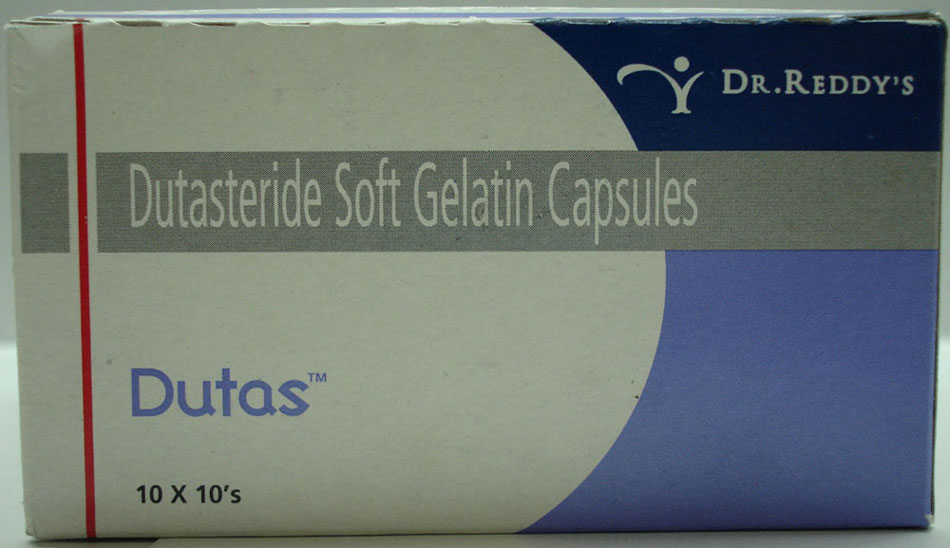 DR.REDDY'S
Dutasteride Soft Gelatin Capsules
Dutas™
10 X 10's